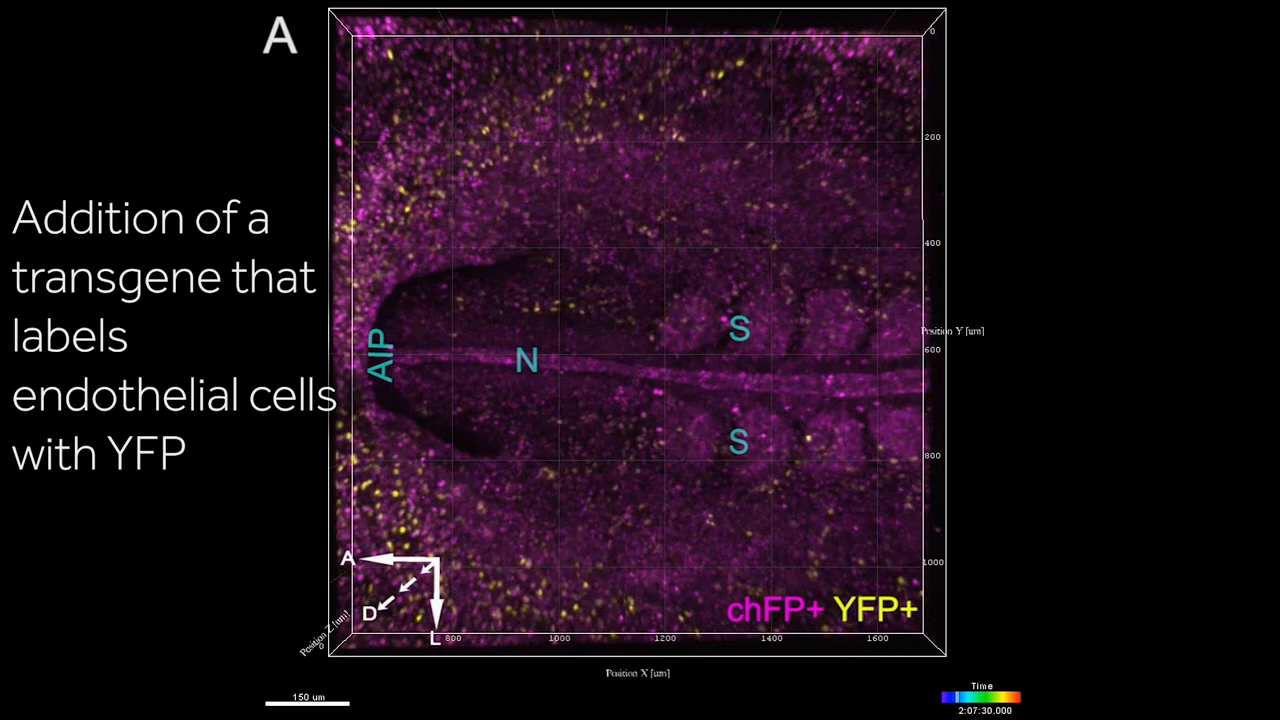 A
Addition of a
transgene that
labels
endothelial cells
with YFP
AIP
N
S
S
0
200
400
Position Y [um]
600
800
1000
A
D
L
chFP+ YFP+
Position Z [um]
0
800
1000
1200
1400
1600
Position X [um]
150 um
Time
2:07:30.000